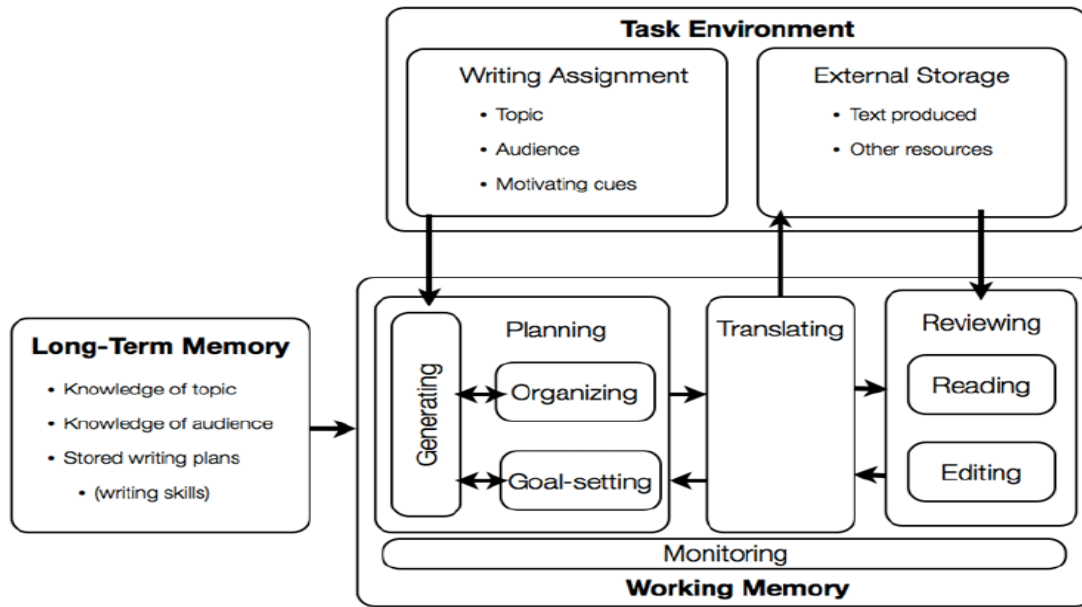 Task Environment
Writing Assignment
• Topic
• Audience
• Motivating cues
External Storage
• Text produced
• Other resources
Long-Term Memory
• Knowledge of topic
• Knowledge of audience
• Stored writing plans
• (writing skills)
Planning
Generating
Organizing
Goal-setting
Translating
Reviewing
Reading
Editing
Monitoring
Working Memory